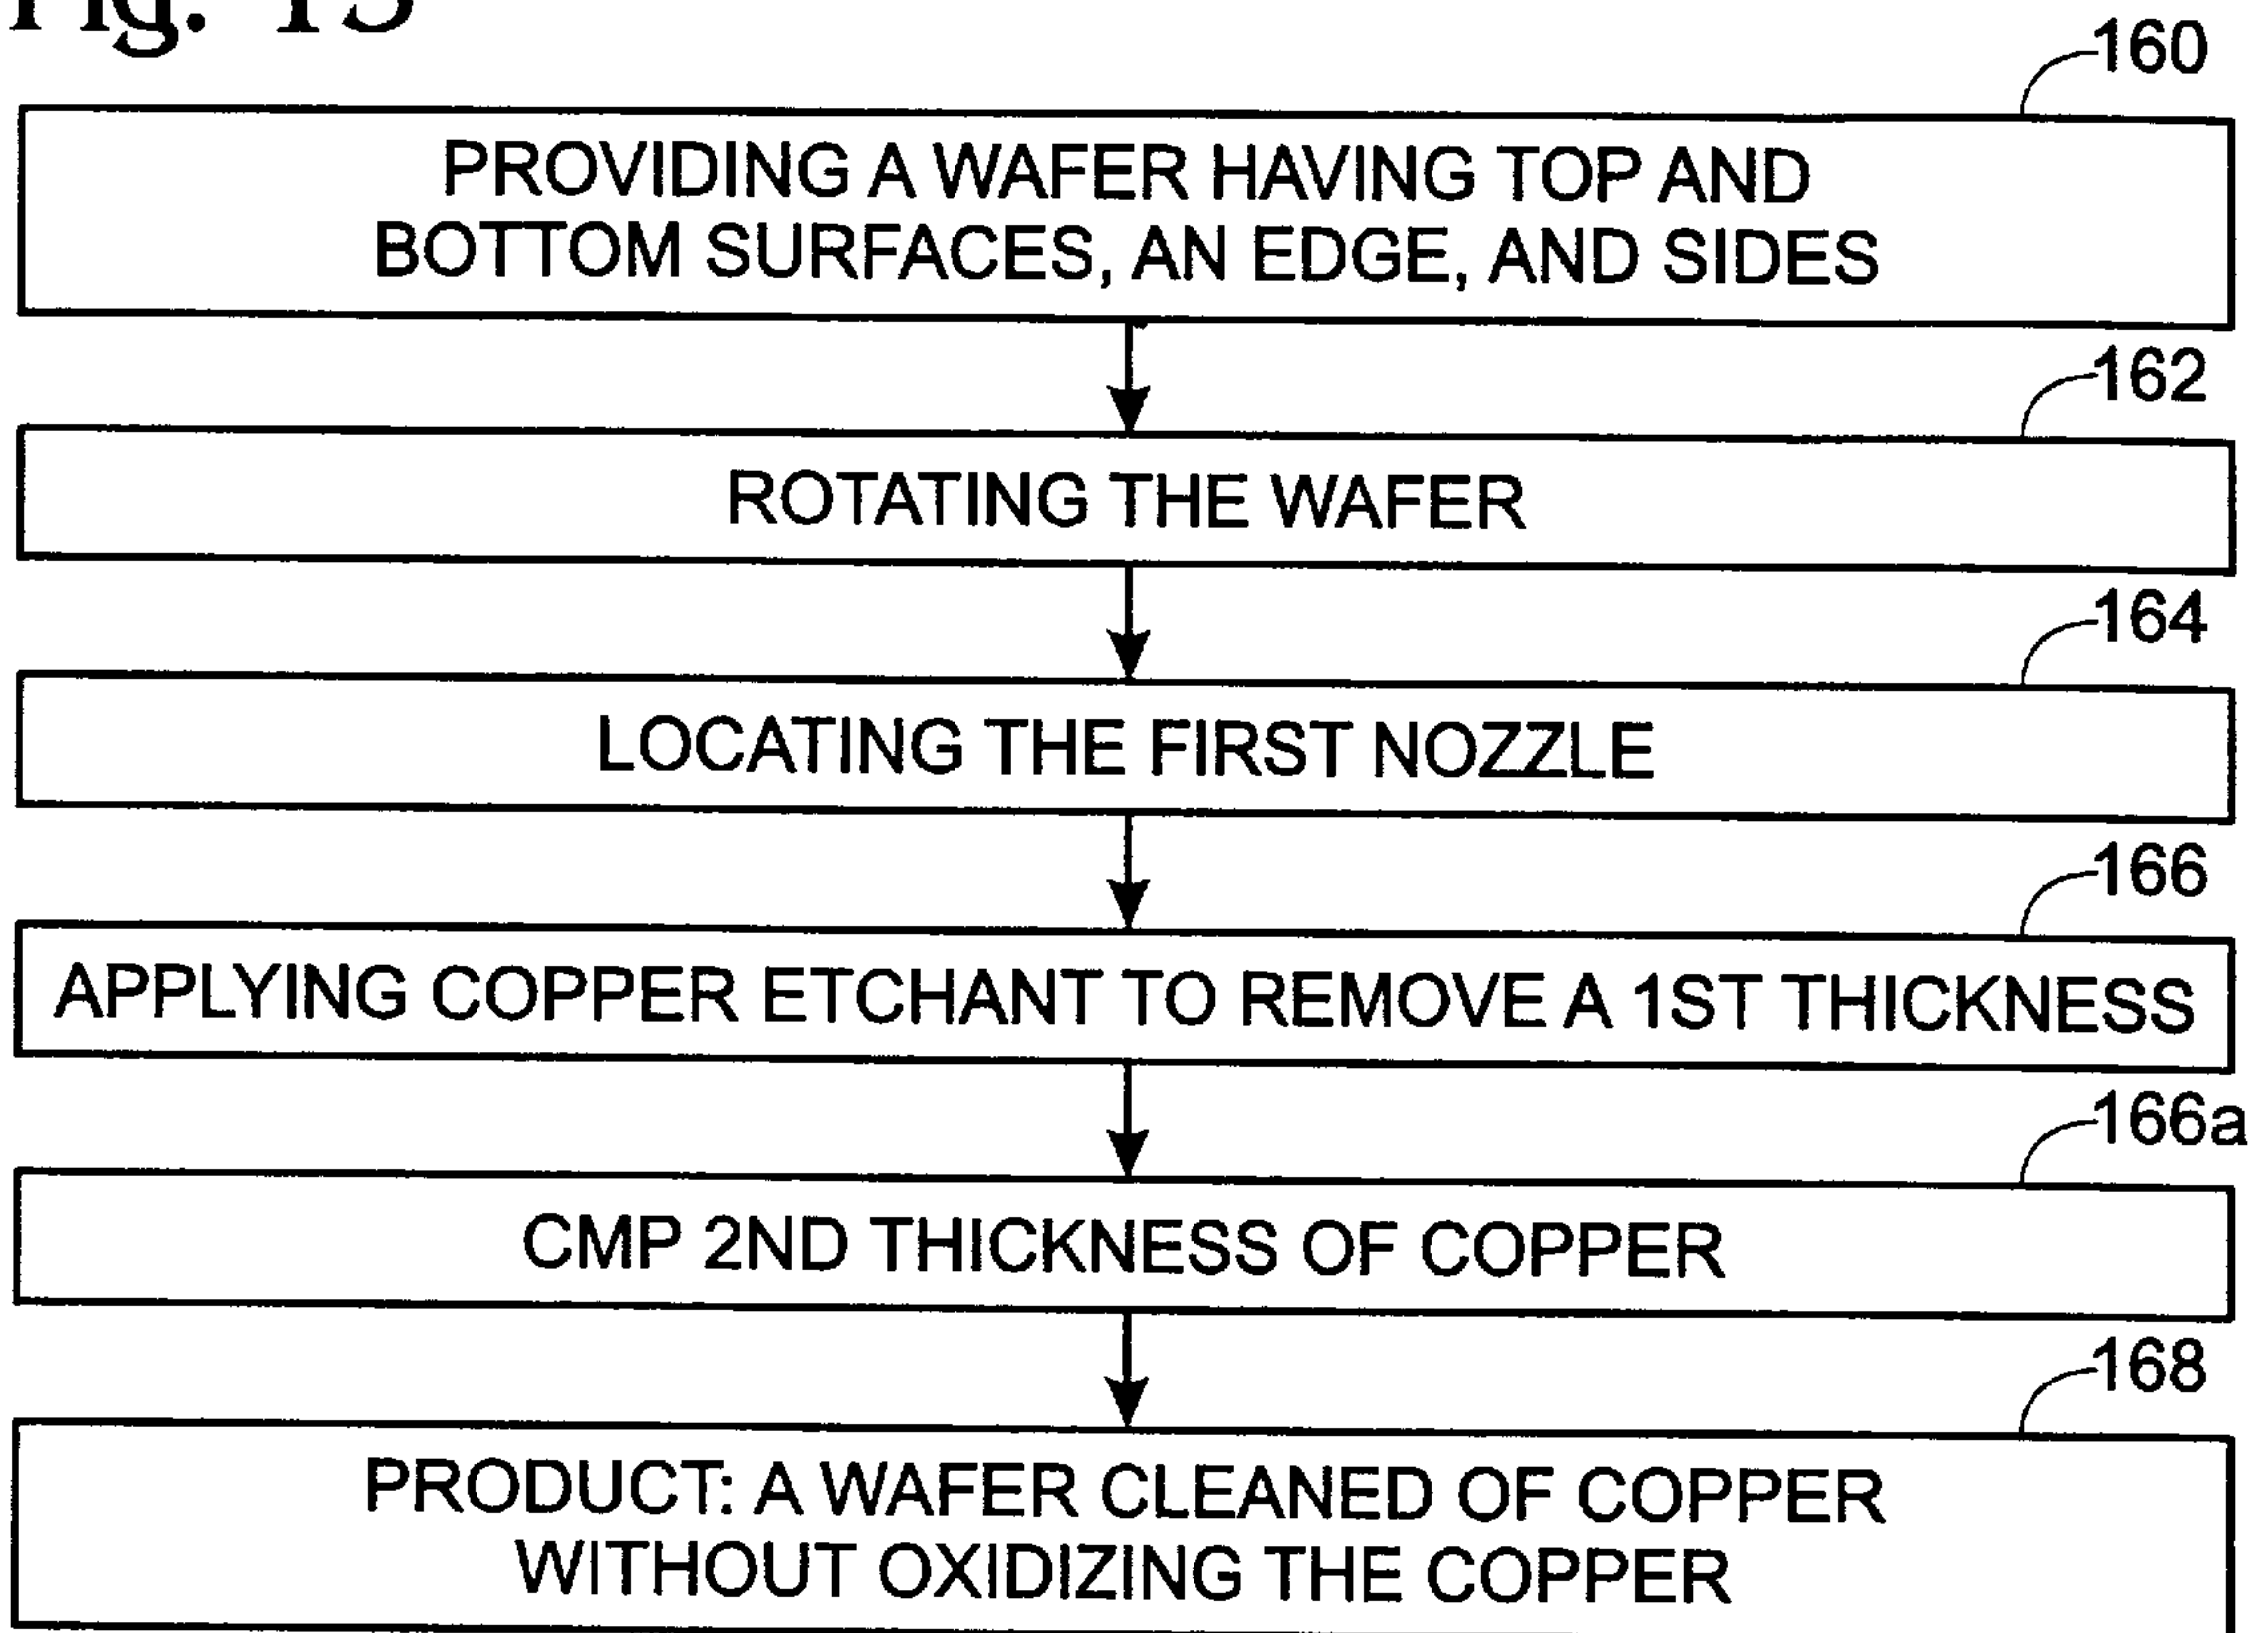 Fig. 13
160
PROVIDING A WAFER HAVING TOP AND
BOTTOM SURFACES, AN EDGE, AND SIDES
162
ROTATING THE WAFER
164
LOCATING THE FIRST NOZZLE
166
APPLYING COPPER ETCHANT TO REMOVE A 1ST THICKNESS
166a
CMP 2ND THICKNESS OF COPPER
168
PRODUCT: A WAFER CLEANED OF COPPER
WITHOUT OXIDIZING THE COPPER